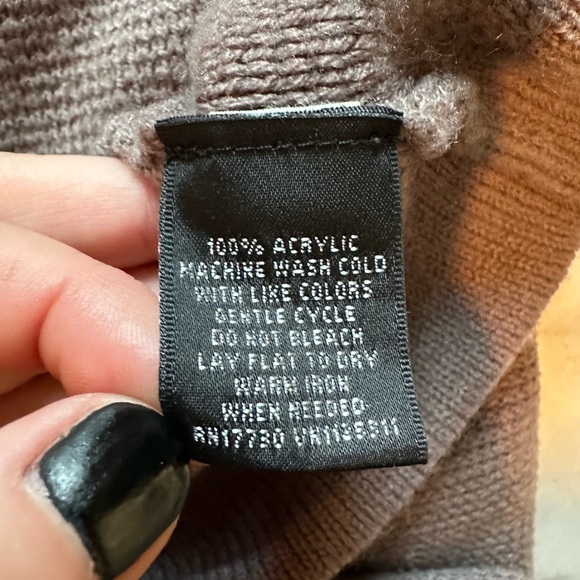 100% ACRYLIC
MACHINE WASH COLD
WITH LIKE COLORS
GENTLE CYCLE
DO NOT BLEACH
LAY FLAT TO DRY
WARM IRON
WHEN NEEDED